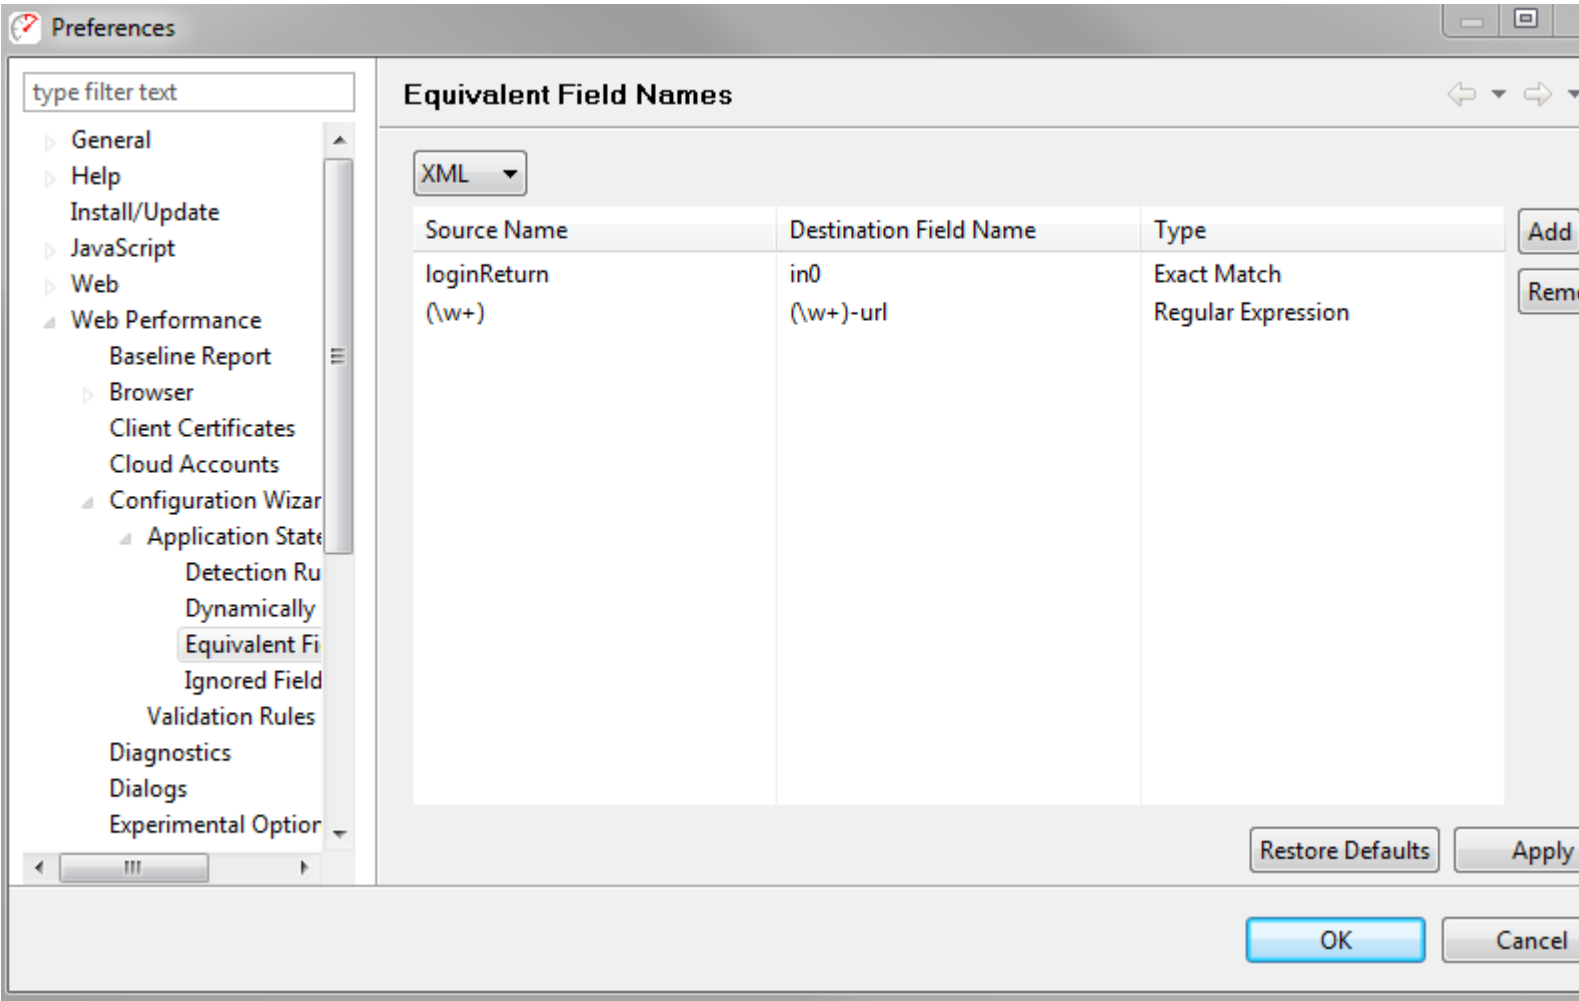 Preferences
type filter text
General
Help
Install/Update
JavaScript
Web
Web Performance
Baseline Report
Browser
Client Certificates
Cloud Accounts
Configuration Wizar
Application State
Detection Ru
Dynamically
Equivalent Fi
Ignored Field
Validation Rules
Diagnostics
Dialogs
Experimental Option
Equivalent Field Names
XML
Source Name Destination Field Name Type
loginReturn in0 Exact Match
(\w+) (\w+)-url Regular Expression
Add
Remo
Restore Defaults Apply
OK Cancel